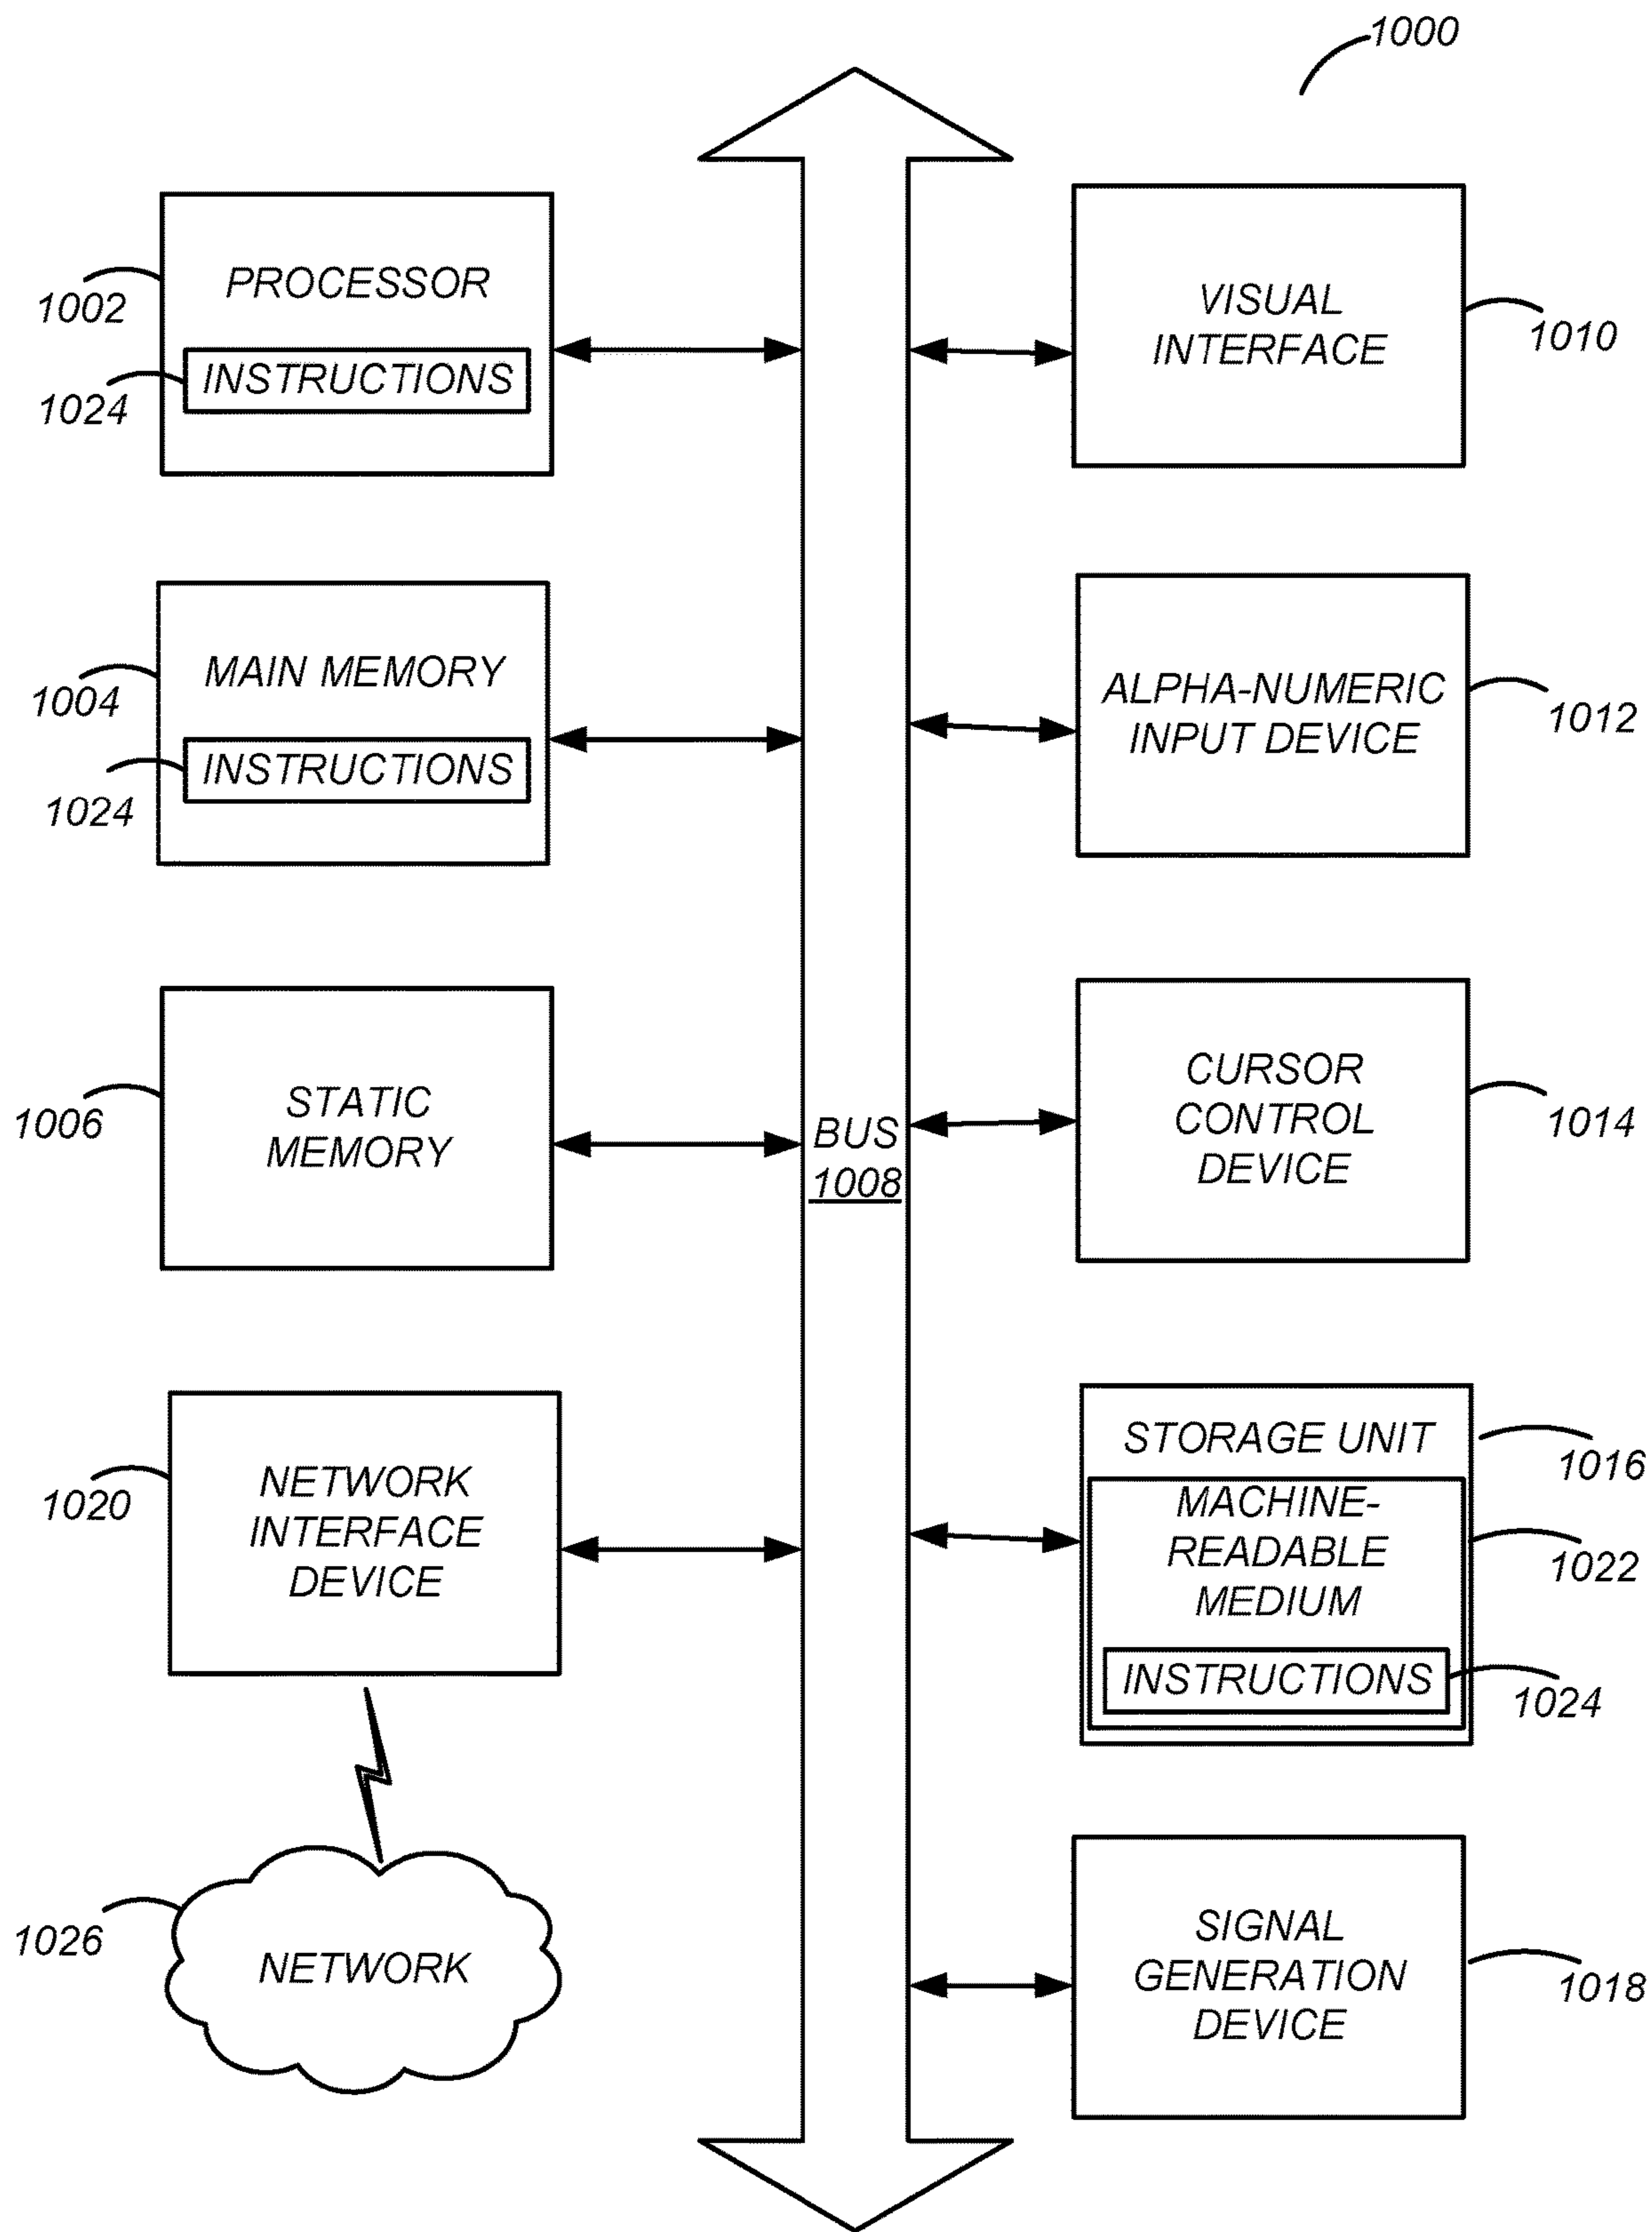 1000
PROCESSOR
1002
INSTRUCTIONS
1024
VISUAL
INTERFACE
1010
MAIN MEMORY
1004
INSTRUCTIONS
1024
ALPHA-NUMERIC
INPUT DEVICE
1012
STATIC
MEMORY
1006
BUS
1008
CURSOR
CONTROL
DEVICE
1014
NETWORK
INTERFACE
DEVICE
1020
STORAGE UNIT
1016
MACHINE-
READABLE
MEDIUM
1022
INSTRUCTIONS
1024
NETWORK
1026
SIGNAL
GENERATION
DEVICE
1018